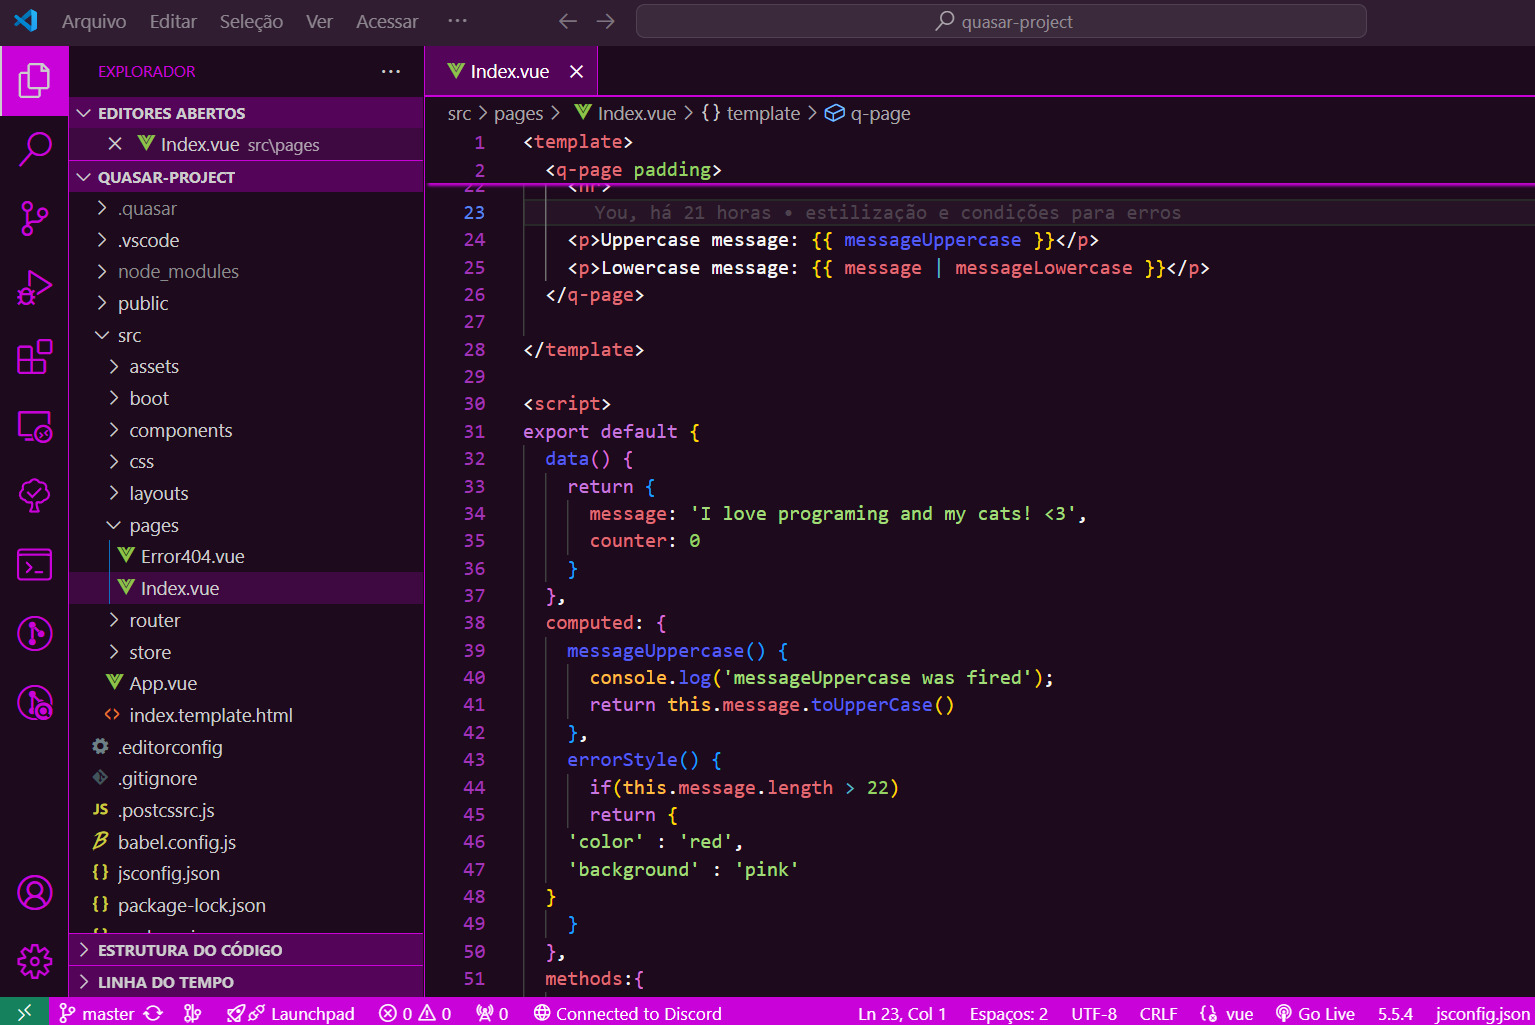 Arquivo Editar Seleção Ver Acessar ··· quasar-project
EXPLORADOR ···
EDITORES ABERTOS
Index.vue src\pages
QUASAR-PROJECT
.quasar
.vscode
node_modules
public
src
assets
boot
components
css
layouts
pages
Error404.vue
Index.vue
router
store
App.vue
index.template.html
.editorconfig
.gitignore
JS .postcssrc.js
babel.config.js
{} jsconfig.json
{} package-lock.json
ESTRUTURA DO CÓDIGO
LINHA DO TEMPO
Index.vue
src > pages > Index.vue > {} template > q-page
1 <template>
2 <q-page padding>
22 <hr>
23 You, há 21 horas • estilização e condições para erros
24 <p>Uppercase message: {{ messageUppercase }}</p>
25 <p>Lowercase message: {{ message | messageLowercase }}</p>
26 </q-page>
27
28 </template>
29
30 <script>
31 export default {
32 data() {
33 return {
34 message: 'I love programing and my cats! <3',
35 counter: 0
36 }
37 },
38 computed: {
39 messageUppercase() {
40 console.log('messageUppercase was fired');
41 return this.message.toUpperCase()
42 },
43 errorStyle() {
44 if(this.message.length > 22)
45 return {
46 'color' : 'red',
47 'background' : 'pink'
48 }
49 }
50 },
51 methods:{
master Launchpad 0 0 0 Connected to Discord Ln 23, Col 1 Espaços: 2 UTF-8 CRLF vue Go Live 5.5.4 jsconfig.json